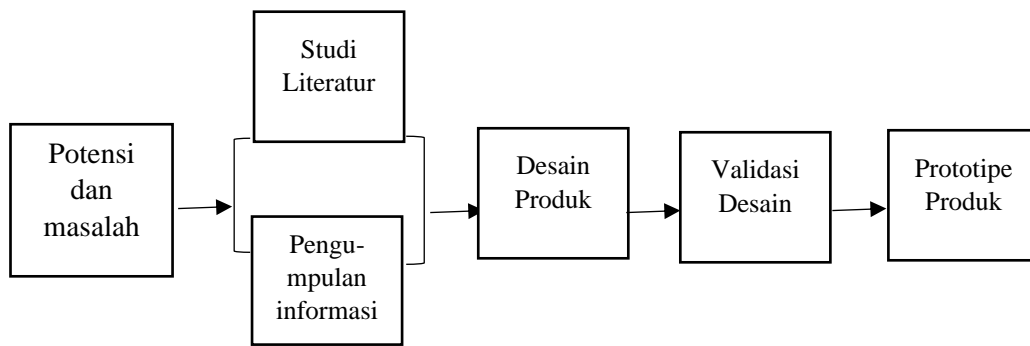 Potensi
dan
masalah
Studi
Literatur
Pengu-
mpulan
informasi
Desain
Produk
Validasi
Desain
Prototipe
Produk